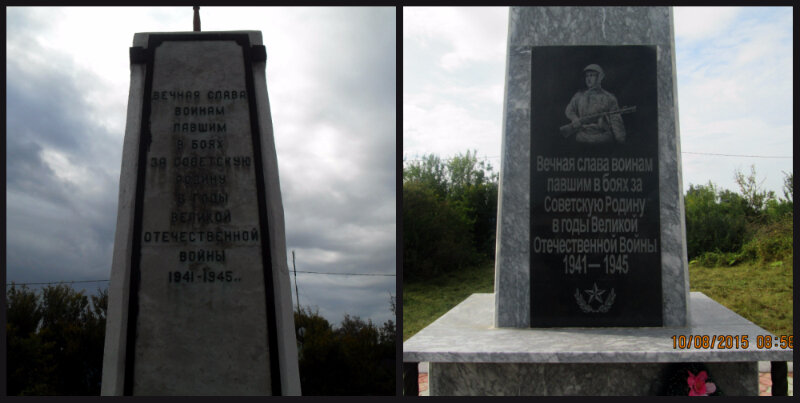 ВЕЧНАЯ СЛАВА
ВОИНАМ
ПАВШИМ
В БОЯХ
ЗА СОВЕТСКУЮ
РОДИНУ
В ГОДЫ
ВЕЛИКОЙ
ОТЕЧЕСТВЕННОЙ
ВОЙНЫ
1941-1945..
Вечная слава воинам
павшим в боях за
Советскую Родину
в годы Великой
Отечественной Войны
1941—1945
10/08/2015 08:58